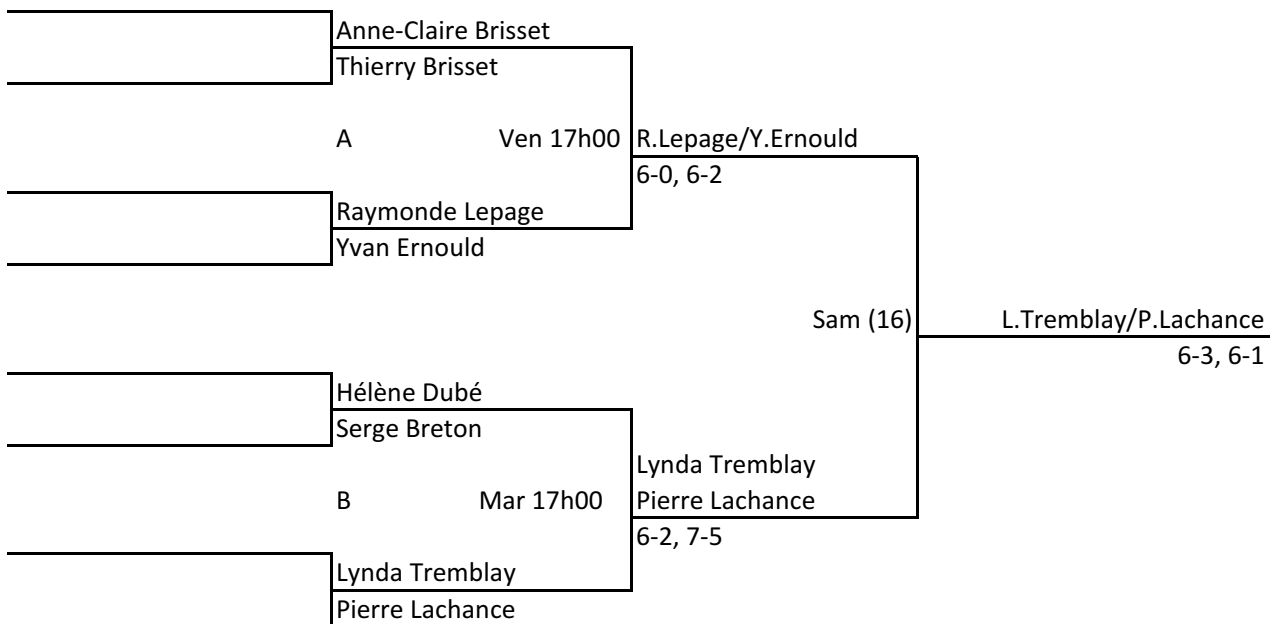 Anne-Claire Brisset
Thierry Brisset
A Ven 17h00 R.Lepage/Y.Ernould
6-0, 6-2
Raymonde Lepage
Yvan Ernould
Sam (16) L.Tremblay/P.Lachance
6-3, 6-1
Hélène Dubé
Serge Breton
Lynda Tremblay
B Mar 17h00 Pierre Lachance
6-2, 7-5
Lynda Tremblay
Pierre Lachance